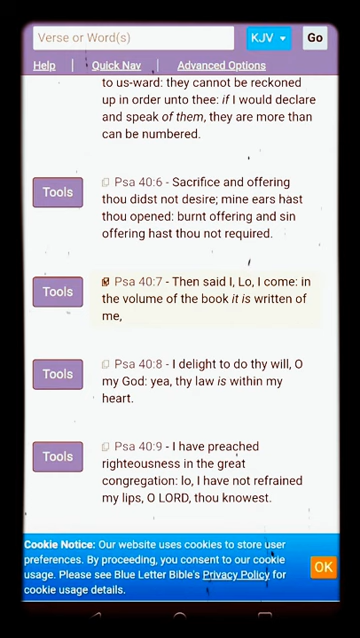 Verse or Word(s) KJV Go
Help | Quick Nav | Advanced Options
to us-ward: they cannot be reckoned
up in order unto thee: if I would declare
and speak of them, they are more than
can be numbered.
Tools
Psa 40:6 - Sacrifice and offering
thou didst not desire; mine ears hast
thou opened: burnt offering and sin
offering hast thou not required.
Tools
Psa 40:7 - Then said I, Lo, I come: in
the volume of the book it is written of
me,
Tools
Psa 40:8 - I delight to do thy will, O
my God: yea, thy law is within my
heart.
Tools
Psa 40:9 - I have preached
righteousness in the great
congregation: lo, I have not refrained
my lips, O LORD, thou knowest.
Cookie Notice: Our website uses cookies to store user
preferences. By proceeding, you consent to our cookie
usage. Please see Blue Letter Bible's Privacy Policy for
cookie usage details.
OK